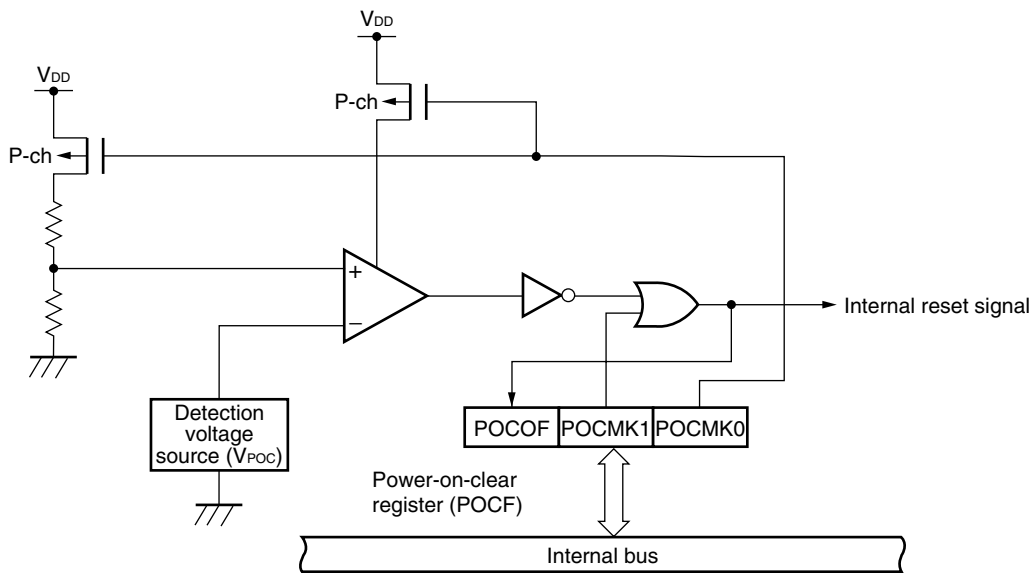 VDD
VDD
P-ch
P-ch
+
−
Internal reset signal
Detection
voltage
source (VPOC)
POCOF POCMK1 POCMK0
Power-on-clear
register (POCF)
Internal bus